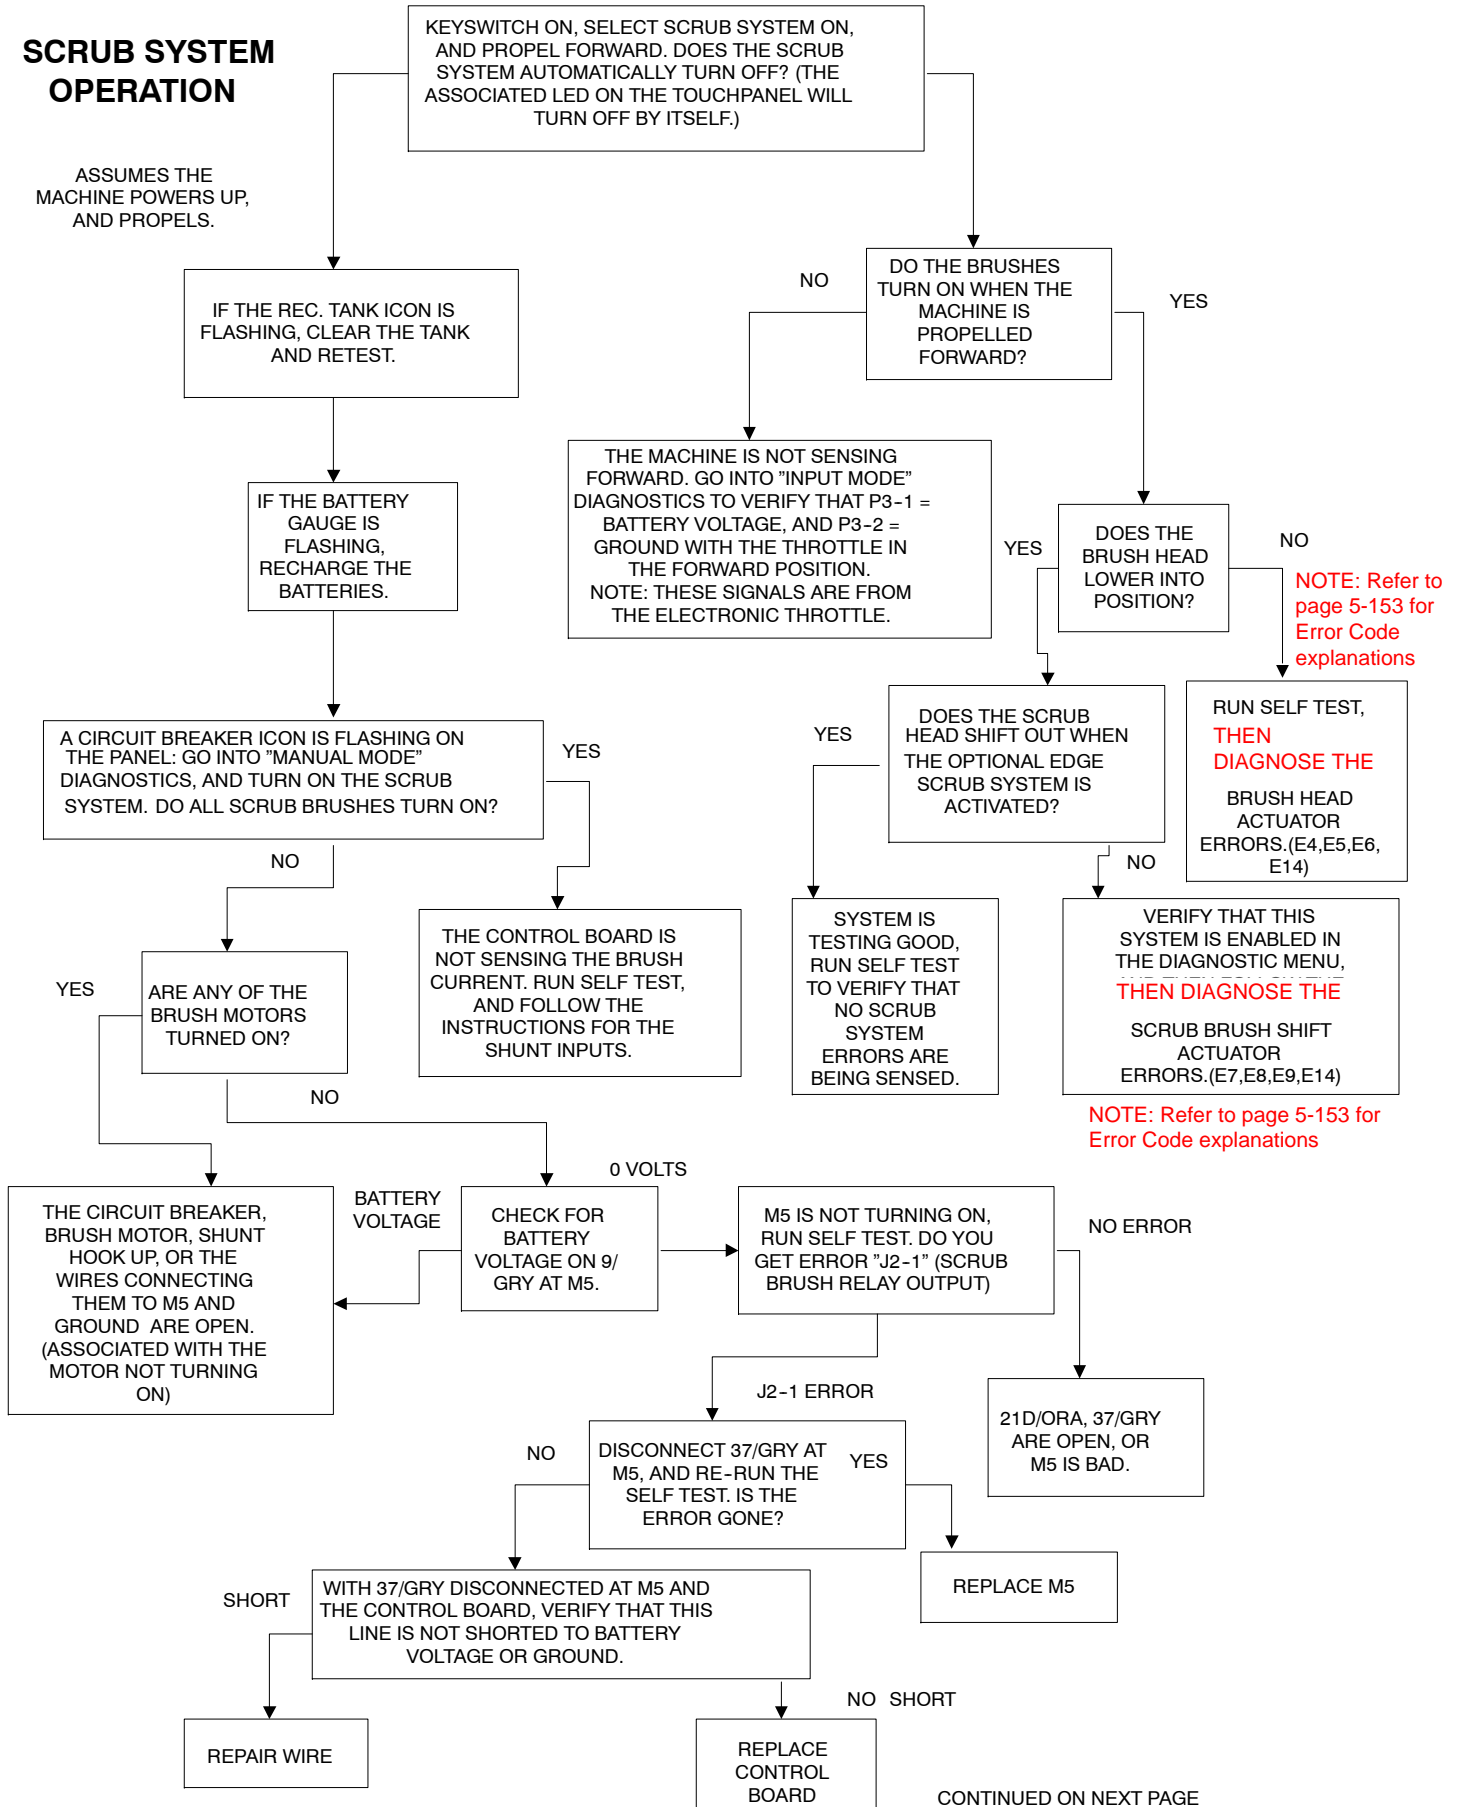 SCRUB SYSTEM
OPERATION
ASSUMES THE
MACHINE POWERS UP,
AND PROPELS.
KEYSWITCH ON, SELECT SCRUB SYSTEM ON,
AND PROPEL FORWARD. DOES THE SCRUB
SYSTEM AUTOMATICALLY TURN OFF? (THE
ASSOCIATED LED ON THE TOUCHPANEL WILL
TURN OFF BY ITSELF.)
IF THE REC. TANK ICON IS
FLASHING, CLEAR THE TANK
AND RETEST.
NO
DO THE BRUSHES
TURN ON WHEN THE
MACHINE IS
PROPELLED
FORWARD?
YES
IF THE BATTERY
GAUGE IS
FLASHING,
RECHARGE THE
BATTERIES.
THE MACHINE IS NOT SENSING
FORWARD. GO INTO ”INPUT MODE”
DIAGNOSTICS TO VERIFY THAT P3-1 =
BATTERY VOLTAGE, AND P3-2 =
GROUND WITH THE THROTTLE IN
THE FORWARD POSITION.
NOTE: THESE SIGNALS ARE FROM
THE ELECTRONIC THROTTLE.
YES
DOES THE
BRUSH HEAD
LOWER INTO
POSITION?
NO
NOTE: Refer to
page 5-153 for
Error Code
explanations
A CIRCUIT BREAKER ICON IS FLASHING ON
THE PANEL: GO INTO ”MANUAL MODE”
DIAGNOSTICS, AND TURN ON THE SCRUB
SYSTEM. DO ALL SCRUB BRUSHES TURN ON?
YES
NO
YES
DOES THE SCRUB
HEAD SHIFT OUT WHEN
THE OPTIONAL EDGE
SCRUB SYSTEM IS
ACTIVATED?
NO
RUN SELF TEST,
THEN
DIAGNOSE THE
BRUSH HEAD
ACTUATOR
ERRORS.(E4,E5,E6,
E14)
YES
ARE ANY OF THE
BRUSH MOTORS
TURNED ON?
NO
THE CONTROL BOARD IS
NOT SENSING THE BRUSH
CURRENT. RUN SELF TEST,
AND FOLLOW THE
INSTRUCTIONS FOR THE
SHUNT INPUTS.
SYSTEM IS
TESTING GOOD,
RUN SELF TEST
TO VERIFY THAT
NO SCRUB
SYSTEM
ERRORS ARE
BEING SENSED.
VERIFY THAT THIS
SYSTEM IS ENABLED IN
THE DIAGNOSTIC MENU,
THEN DIAGNOSE THE
SCRUB BRUSH SHIFT
ACTUATOR
ERRORS.(E7,E8,E9,E14)
NOTE: Refer to page 5-153 for
Error Code explanations
THE CIRCUIT BREAKER,
BRUSH MOTOR, SHUNT
HOOK UP, OR THE
WIRES CONNECTING
THEM TO M5 AND
GROUND ARE OPEN.
(ASSOCIATED WITH THE
MOTOR NOT TURNING
ON)
BATTERY
VOLTAGE
CHECK FOR
BATTERY
VOLTAGE ON 9/
GRY AT M5.
0 VOLTS
M5 IS NOT TURNING ON,
RUN SELF TEST. DO YOU
GET ERROR ”J2-1” (SCRUB
BRUSH RELAY OUTPUT)
NO ERROR
J2-1 ERROR
21D/ORA, 37/GRY
ARE OPEN, OR
M5 IS BAD.
NO
DISCONNECT 37/GRY AT
M5, AND RE-RUN THE
SELF TEST. IS THE
ERROR GONE?
YES
REPLACE M5
SHORT
WITH 37/GRY DISCONNECTED AT M5 AND
THE CONTROL BOARD, VERIFY THAT THIS
LINE IS NOT SHORTED TO BATTERY
VOLTAGE OR GROUND.
NO SHORT
REPAIR WIRE
REPLACE
CONTROL
BOARD
CONTINUED ON NEXT PAGE